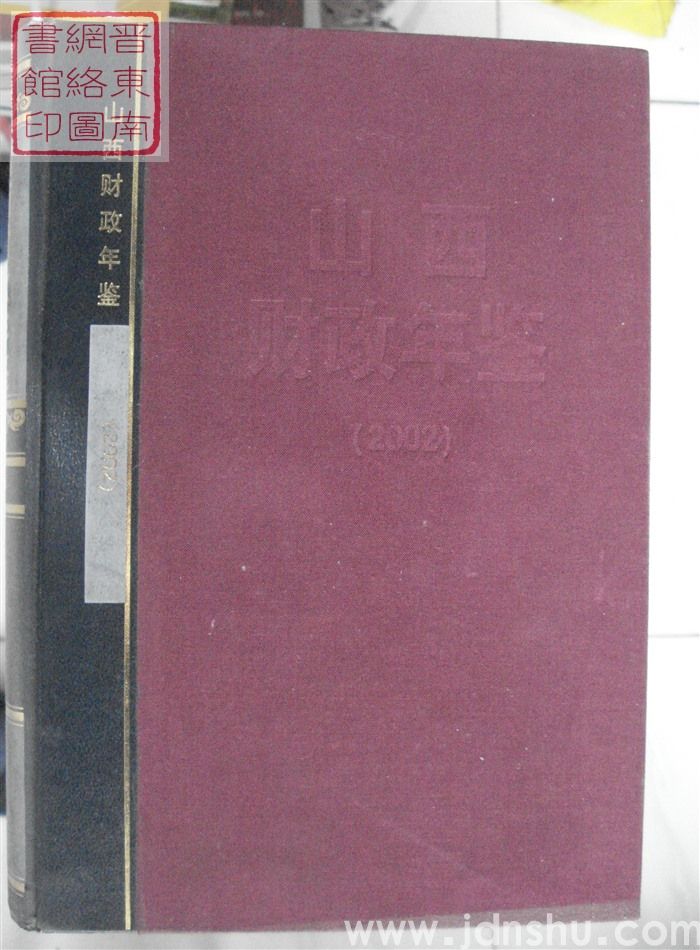 晋東南
網絡圖
書館印
山西财政年鉴
(2002)
山西
财政年鉴
(2002)
www.jdnshu.com